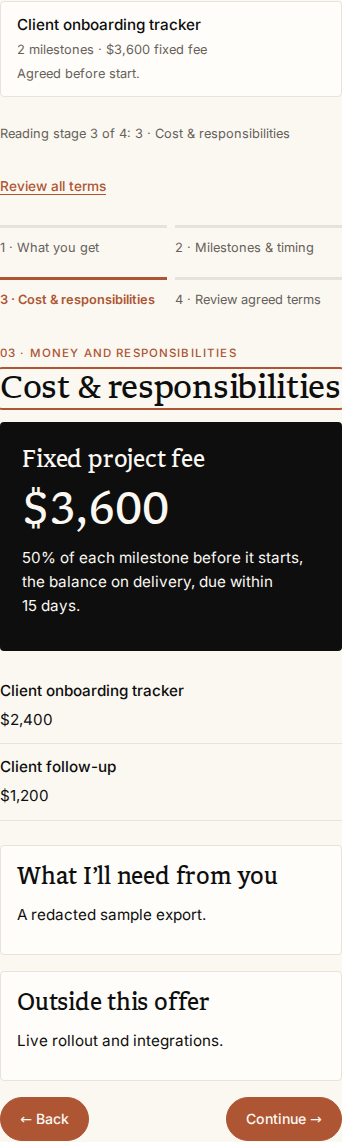 Client onboarding tracker
2 milestones · $3,600 fixed fee
Agreed before start.
Reading stage 3 of 4: 3 · Cost & responsibilities
Review all terms
1 · What you get
2 · Milestones & timing
3 · Cost & responsibilities
4 · Review agreed terms
03 · MONEY AND RESPONSIBILITIES
Cost & responsibilities
Fixed project fee
$3,600
50% of each milestone before it starts,
the balance on delivery, due within
15 days.
Client onboarding tracker
$2,400
Client follow-up
$1,200
What I’ll need from you
A redacted sample export.
Outside this offer
Live rollout and integrations.
← Back
Continue →